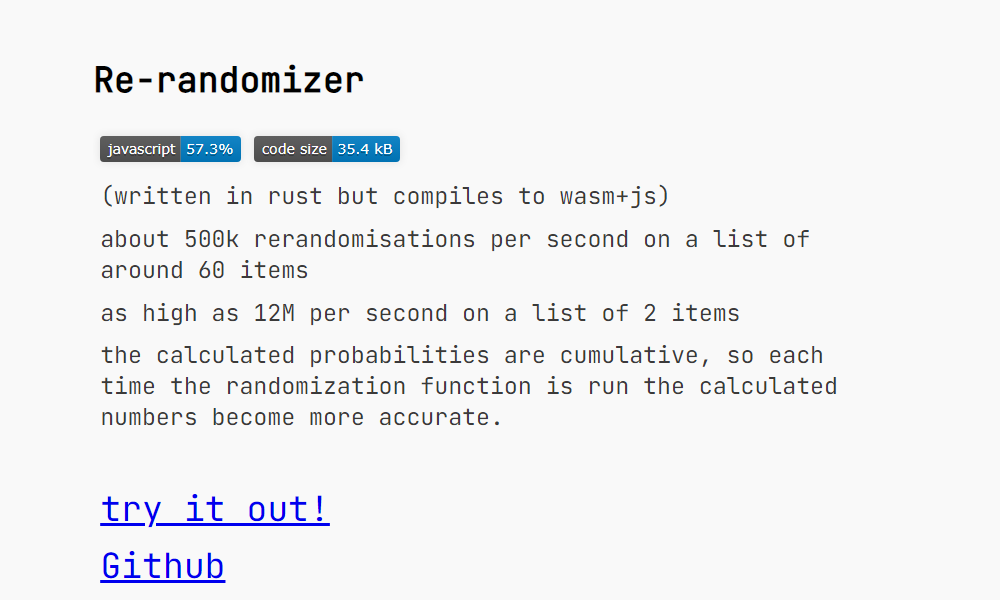 Re-randomizer
javascript 57.3% code size 35.4 kB
(written in rust but compiles to wasm+js)
about 500k rerandomisations per second on a list of
around 60 items
as high as 12M per second on a list of 2 items
the calculated probabilities are cumulative, so each
time the randomization function is run the calculated
numbers become more accurate.
try it out!
Github